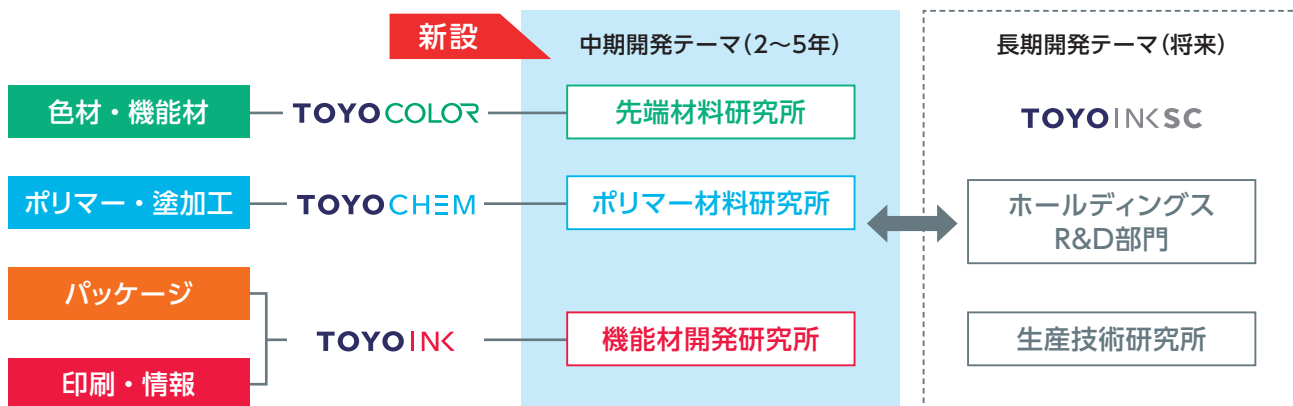 新設
中期開発テーマ(2〜5年)
長期開発テーマ(将来)
色材・機能材
TOYOCOLOR
先端材料研究所
TOYOINKSC
ポリマー・塗加工
TOYOCHEM
ポリマー材料研究所
ホールディングス
R&D部門
パッケージ
TOYOINK
機能材開発研究所
生産技術研究所
印刷・情報